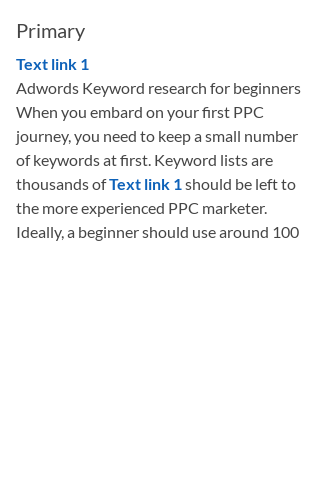 Primary
Text link 1
Adwords Keyword research for beginners
When you embard on your first PPC
journey, you need to keep a small number
of keywords at first. Keyword lists are
thousands of Text link 1 should be left to
the more experienced PPC marketer.
Ideally, a beginner should use around 100